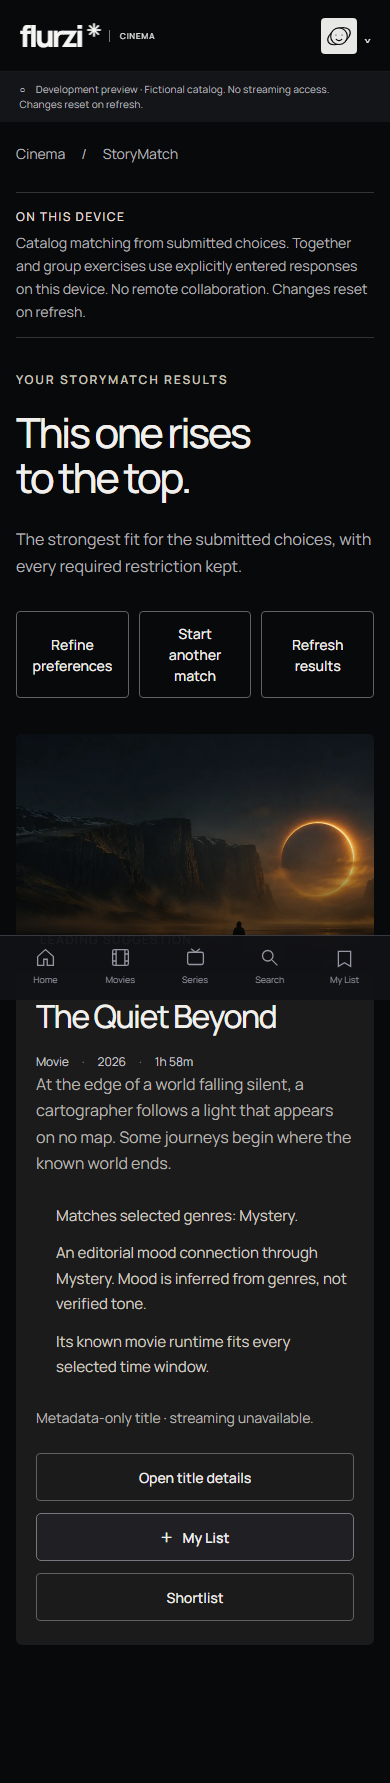 flurzi* | CINEMA
Development preview · Fictional catalog. No streaming access.
Changes reset on refresh.
Cinema / StoryMatch
ON THIS DEVICE
Catalog matching from submitted choices. Together
and group exercises use explicitly entered responses
on this device. No remote collaboration. Changes reset
on refresh.
YOUR STORYMATCH RESULTS
This one rises
to the top.
The strongest fit for the submitted choices, with
every required restriction kept.
Refine
preferences
Start
another
match
Refresh
results
LEADING SUGGESTION
Home Movies Series Search My List
The Quiet Beyond
Movie · 2026 · 1h 58m
At the edge of a world falling silent, a
cartographer follows a light that appears
on no map. Some journeys begin where the
known world ends.
Matches selected genres: Mystery.
An editorial mood connection through
Mystery. Mood is inferred from genres, not
verified tone.
Its known movie runtime fits every
selected time window.
Metadata-only title · streaming unavailable.
Open title details
+ My List
Shortlist